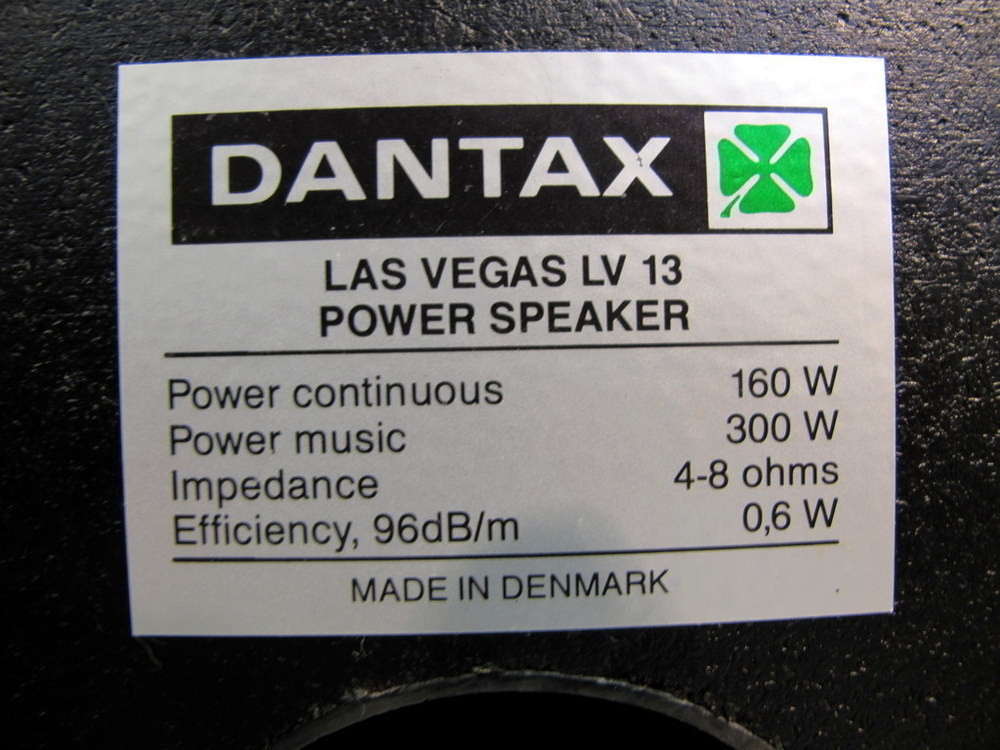 DANTAX
LAS VEGAS LV 13
POWER SPEAKER
Power continuous 160 W
Power music 300 W
Impedance 4-8 ohms
Efficiency, 96dB/m 0,6 W
MADE IN DENMARK